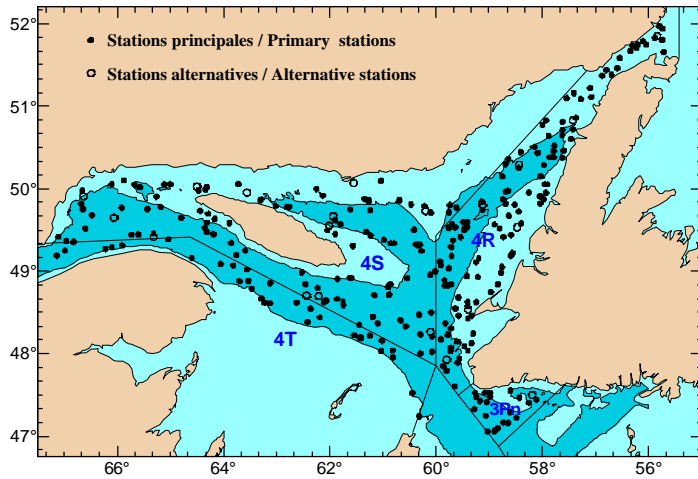 52°
Stations principales / Primary stations
Stations alternatives / Alternative stations
51°
50°
4R
49°
4S
4T
48°
3Pn
47°
66° 64° 62° 60° 58° 56°